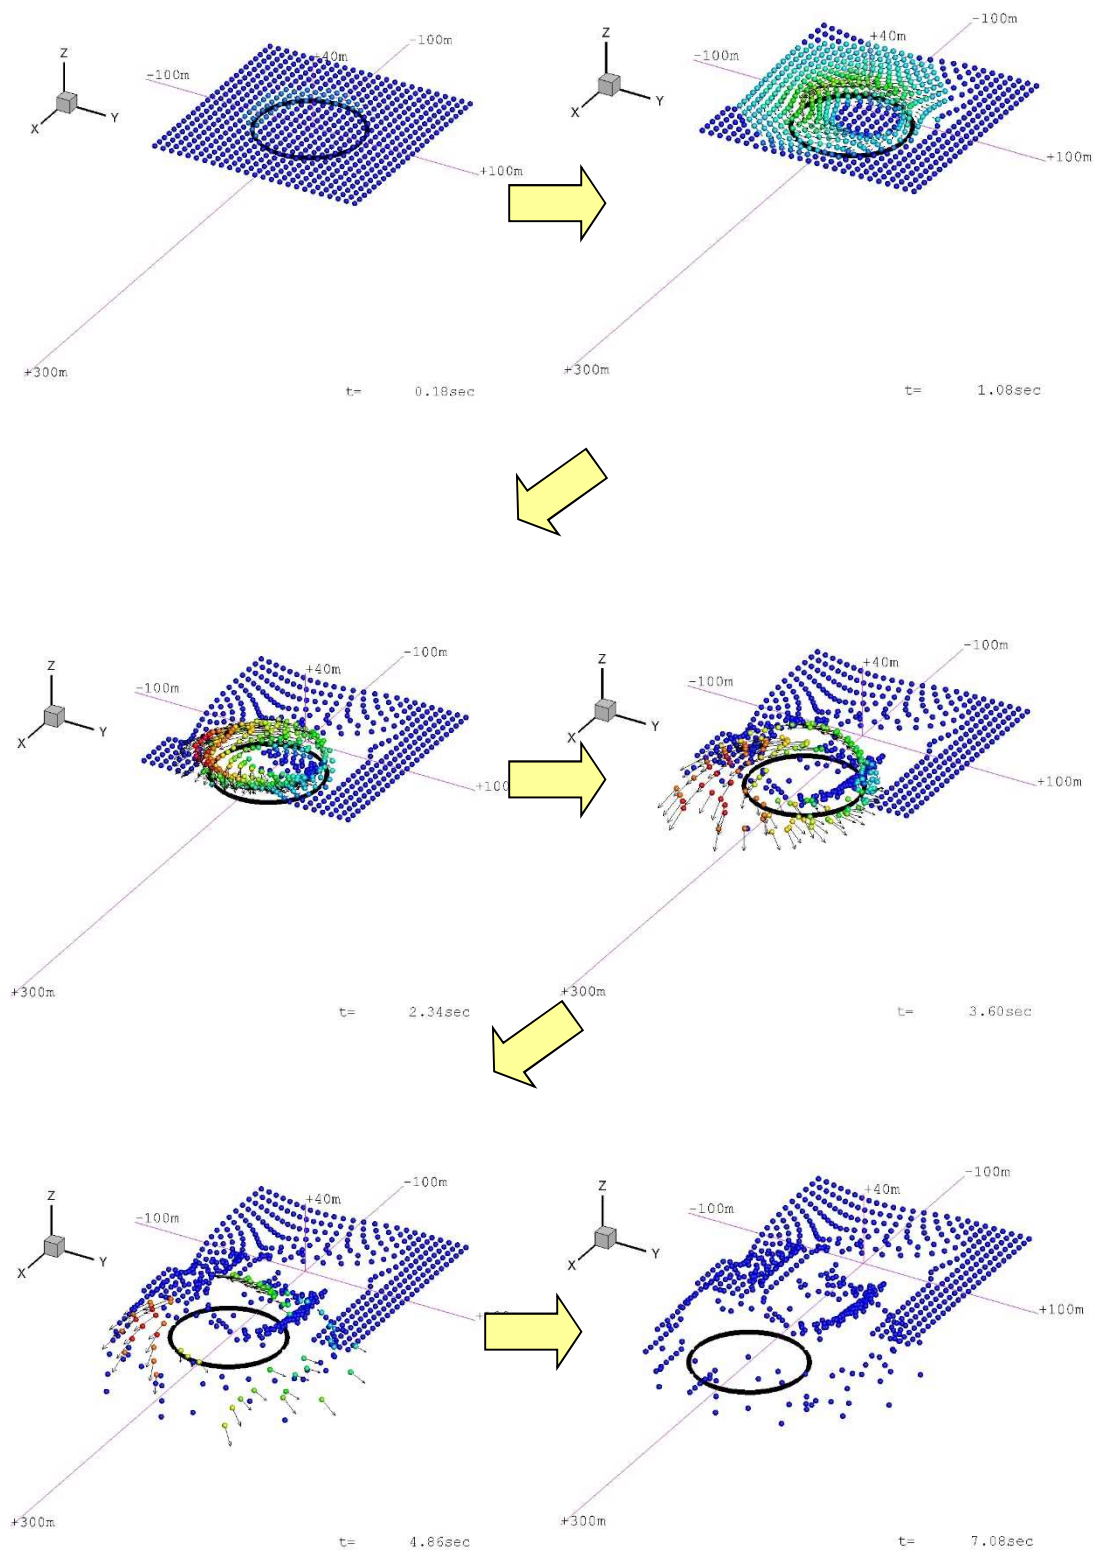 -100m
+40m
Z
-100m
Y
X
+100m
+300m
t= 0.18sec
-100m
+40m
Z
-100m
Y
X
+100m
+300m
t= 1.08sec
-100m
+40m
Z
-100m
Y
X
+100
+300m
t= 2.34sec
-100m
+40m
Z
-100m
Y
X
+100m
+300m
t= 3.60sec
-100m
+40m
Z
-100m
Y
X
+300m
t= 4.86sec
-100m
+40m
Z
-100m
Y
X
+100m
+300m
t= 7.08sec